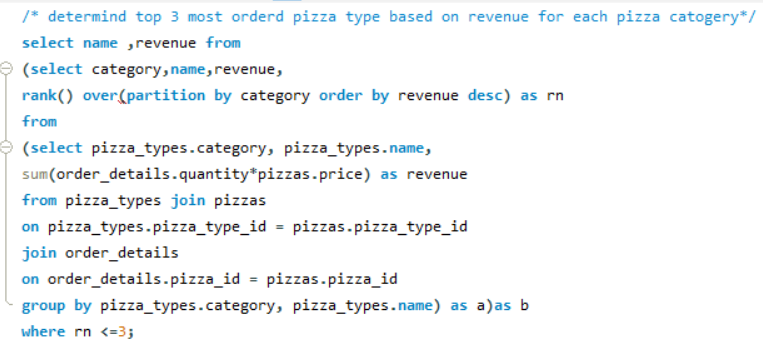 /* determind top 3 most orderd pizza type based on revenue for each pizza catogery*/
select name ,revenue from
(select category,name,revenue,
rank() over(partition by category order by revenue desc) as rn
from
(select pizza_types.category, pizza_types.name,
sum(order_details.quantity*pizzas.price) as revenue
from pizza_types join pizzas
on pizza_types.pizza_type_id = pizzas.pizza_type_id
join order_details
on order_details.pizza_id = pizzas.pizza_id
group by pizza_types.category, pizza_types.name) as a)as b
where rn <=3;